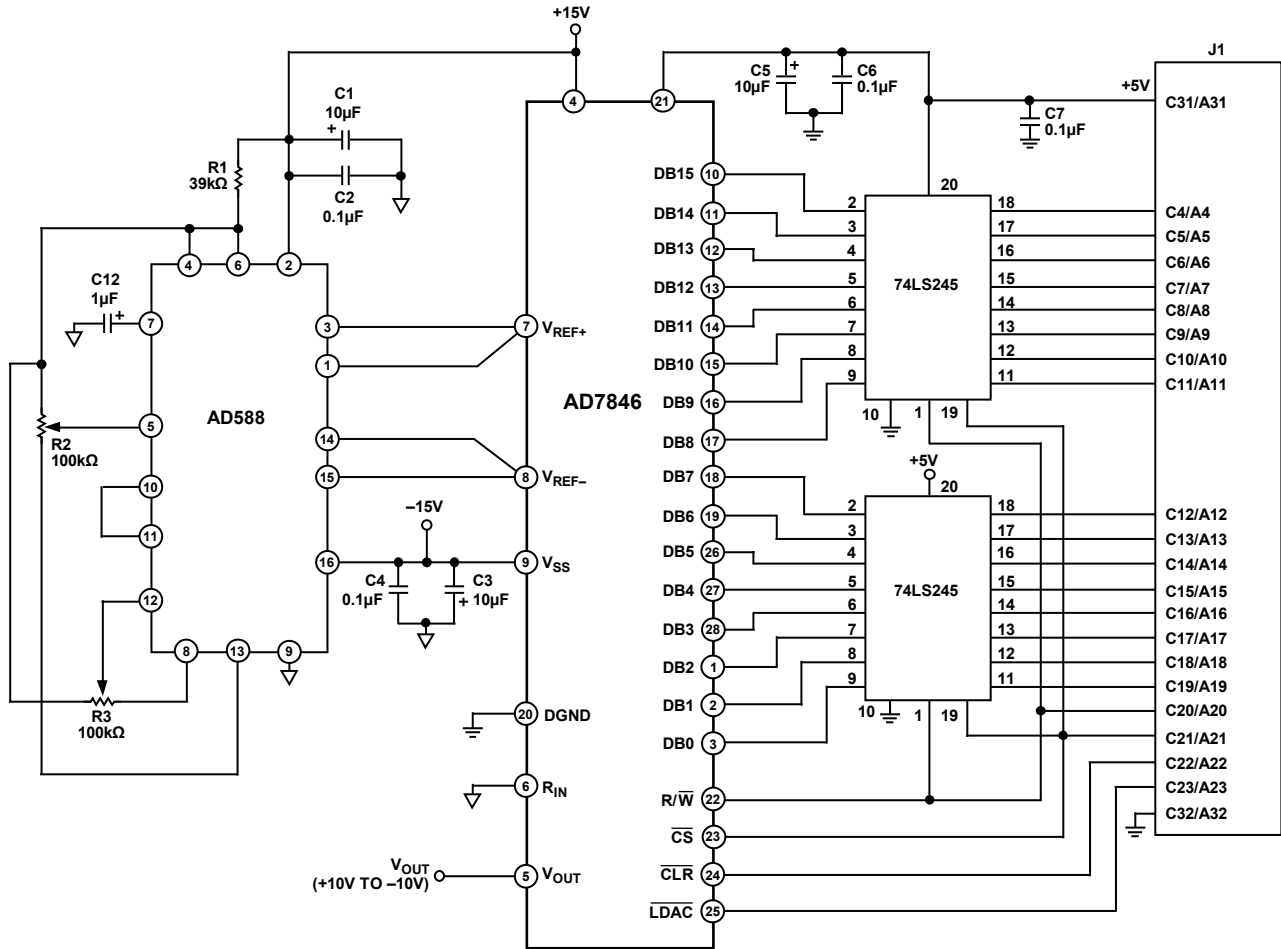 +15V
J1
C1
10µF
+
C5
10µF
+
C6
0.1µF
+5V
C31/A31
4
21
C7
0.1µF
R1
39kΩ
C2
0.1µF
DB15
10
20
2
18
C4/A4
DB14
11
3
17
C5/A5
DB13
12
4
16
C6/A6
DB12
13
5
74LS245
15
C7/A7
DB11
14
6
14
C8/A8
DB10
15
7
13
C9/A9
DB9
16
8
12
C10/A10
DB8
17
9
11
C11/A11
10
1
19
4
6
2
C12
1µF
+
7
3
1
7
VREF+
AD588
AD7846
R2
100kΩ
5
14
15
8
VREF–
10
11
–15V
16
9
VSS
C4
0.1µF
C3
10µF
+
12
8
13
9
R3
100kΩ
+5V
20
DB7
18
2
18
C12/A12
DB6
19
3
17
C13/A13
DB5
26
4
16
C14/A14
DB4
27
5
74LS245
15
C15/A15
DB3
28
6
14
C16/A16
DB2
1
7
13
C17/A17
DB1
2
8
12
C18/A18
DB0
3
9
11
C19/A19
10
1
19
C20/A20
C21/A21
C22/A22
C23/A23
C32/A32
20
DGND
6
RIN
R/W
22
CS
23
CLR
24
LDAC
25
VOUT
(+10V TO –10V)
5
VOUT